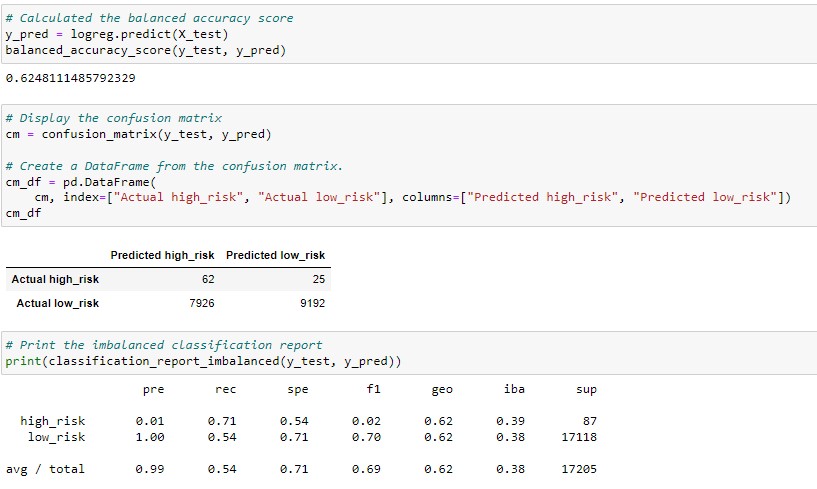 # Calculated the balanced accuracy score
y_pred = logreg.predict(X_test)
balanced_accuracy_score(y_test, y_pred)
0.6248111485792329
# Display the confusion matrix
cm = confusion_matrix(y_test, y_pred)
# Create a DataFrame from the confusion matrix.
cm_df = pd.DataFrame(
    cm, index=["Actual high_risk", "Actual low_risk"], columns=["Predicted high_risk", "Predicted low_risk"])
cm_df
Predicted high_risk Predicted low_risk
Actual high_risk 62 25
Actual low_risk 7926 9192
# Print the imbalanced classification report
print(classification_report_imbalanced(y_test, y_pred))
pre rec spe f1 geo iba sup
high_risk 0.01 0.71 0.54 0.02 0.62 0.39 87
low_risk 1.00 0.54 0.71 0.70 0.62 0.38 17118
avg / total 0.99 0.54 0.71 0.69 0.62 0.38 17205